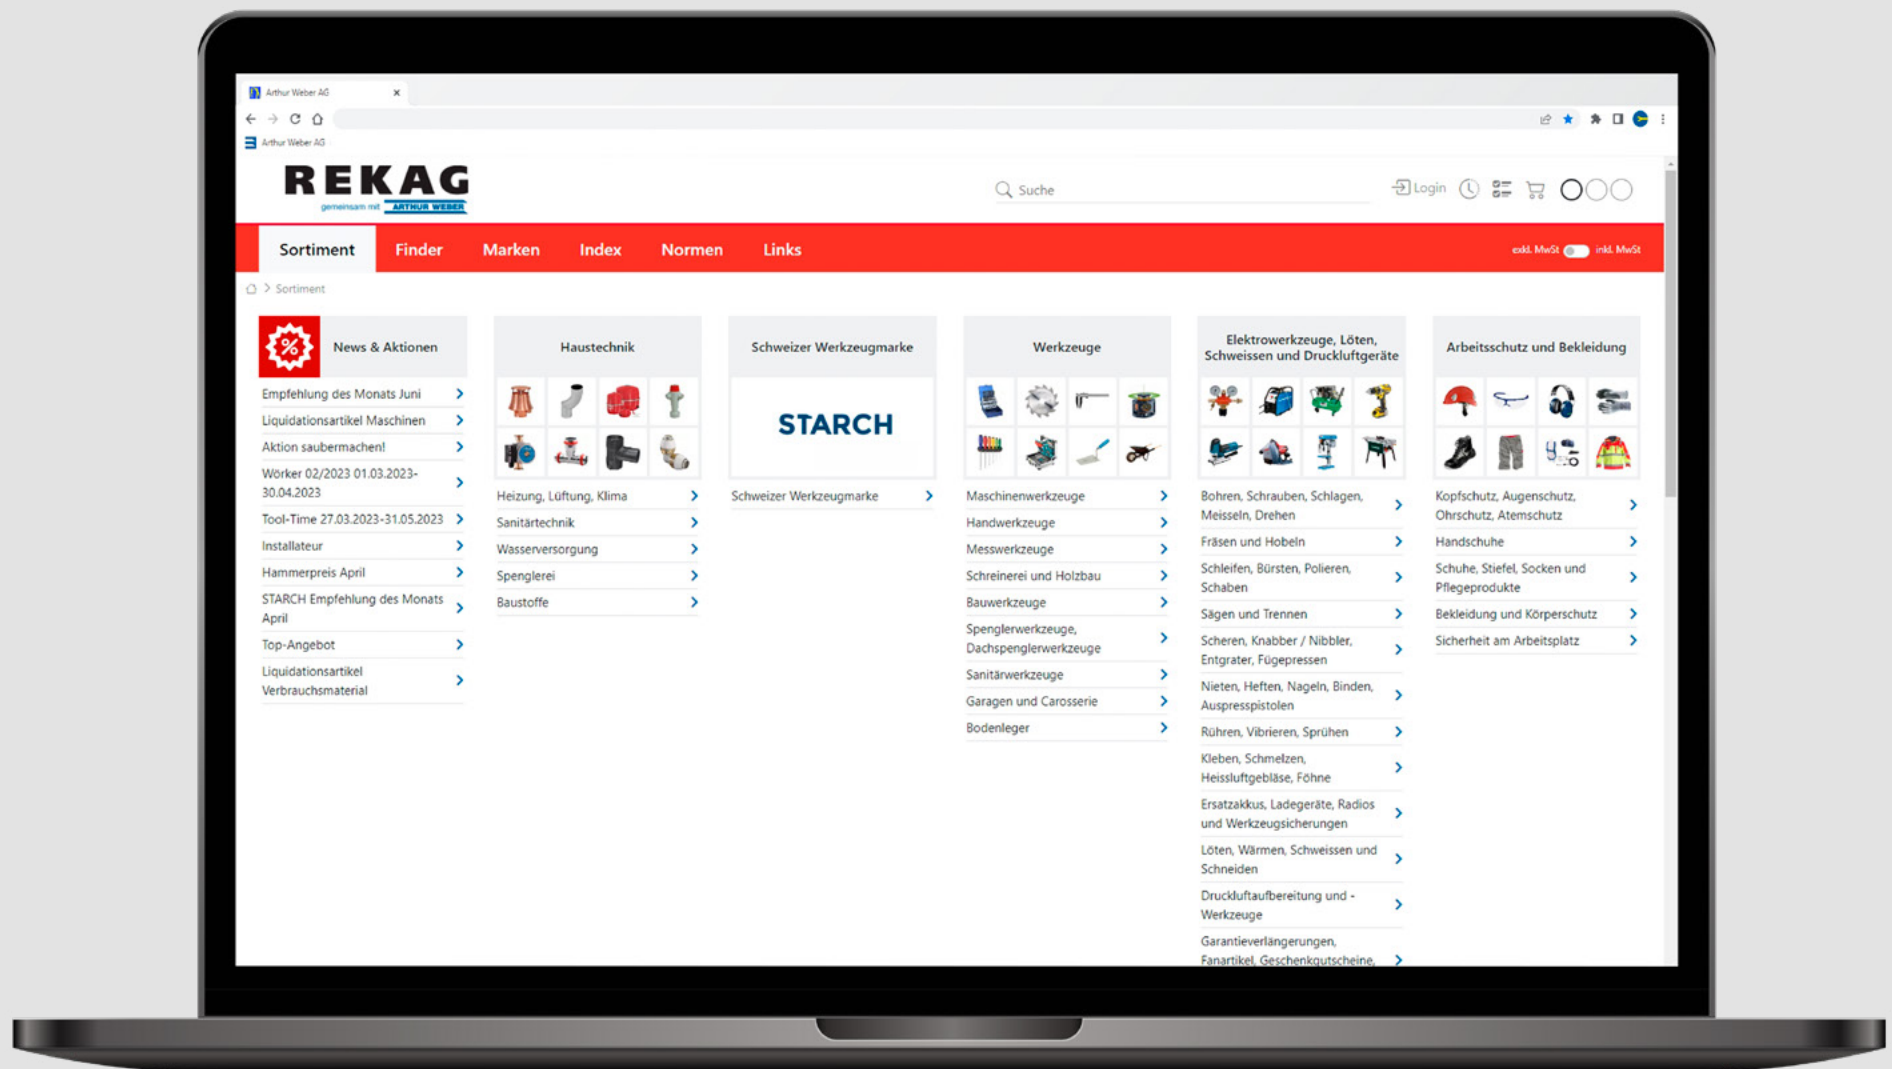 Arthur Weber AG
Arthur Weber AG
REKAG
gemeinsam mit ARTHUR WEBER
Suche
Login
Sortiment
Finder
Marken
Index
Normen
Links
exkl. MwSt
inkl. MwSt
Sortiment
News & Aktionen
Empfehlung des Monats Juni
Liquidationsartikel Maschinen
Aktion saubermachen!
Wörker 02/2023 01.03.2023-
30.04.2023
Tool-Time 27.03.2023-31.05.2023
Installateur
Hammerpreis April
STARCH Empfehlung des Monats
April
Top-Angebot
Liquidationsartikel
Verbrauchsmaterial
Haustechnik
Heizung, Lüftung, Klima
Sanitärtechnik
Wasserversorgung
Spenglerei
Baustoffe
Schweizer Werkzeugmarke
STARCH
Schweizer Werkzeugmarke
Werkzeuge
Maschinenwerkzeuge
Handwerkzeuge
Messwerkzeuge
Schreinerei und Holzbau
Bauwerkzeuge
Spenglerwerkzeuge,
Dachspenglerwerkzeuge
Sanitärwerkzeuge
Garagen und Carosserie
Bodenleger
Elektrowerkzeuge, Löten,
Schweissen und Druckluftgeräte
Bohren, Schrauben, Schlagen,
Meisseln, Drehen
Fräsen und Hobeln
Schleifen, Bürsten, Polieren,
Schaben
Sägen und Trennen
Scheren, Knabber / Nibbler,
Entgrater, Fügepressen
Nieten, Heften, Nageln, Binden,
Auspresspistolen
Rühren, Vibrieren, Sprühen
Kleben, Schmelzen,
Heissluftgebläse, Föhne
Ersatzakkus, Ladegeräte, Radios
und Werkzeugsicherungen
Löten, Wärmen, Schweissen und
Schneiden
Druckluftaufbereitung und -
Werkzeuge
Garantieverlängerungen,
Fanartikel, Geschenkgutscheine,
Arbeitsschutz und Bekleidung
Kopfschutz, Augenschutz,
Ohrschutz, Atemschutz
Handschuhe
Schuhe, Stiefel, Socken und
Pflegeprodukte
Bekleidung und Körperschutz
Sicherheit am Arbeitsplatz